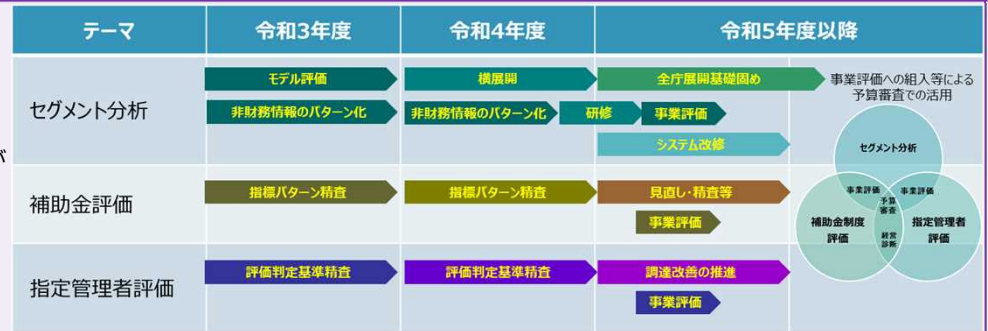 テーマ
令和3年度
令和4年度
令和5年度以降
セグメント分析
モデル評価
横展開
全庁展開基礎固め
非財務情報のパターン化
非財務情報のパターン化
研修
事業評価
システム改修
事業評価への組入等による
予算審査での活用
が
補助金評価
指標パターン精査
指標パターン精査
見直し・精査等
事業評価
指定管理者評価
評価判定基準精査
評価判定基準精査
調達改善の推進
事業評価
セグメント分析
事業評価
事業評価
予算
審査
補助金制度
評価
経営
診断
指定管理者
評価